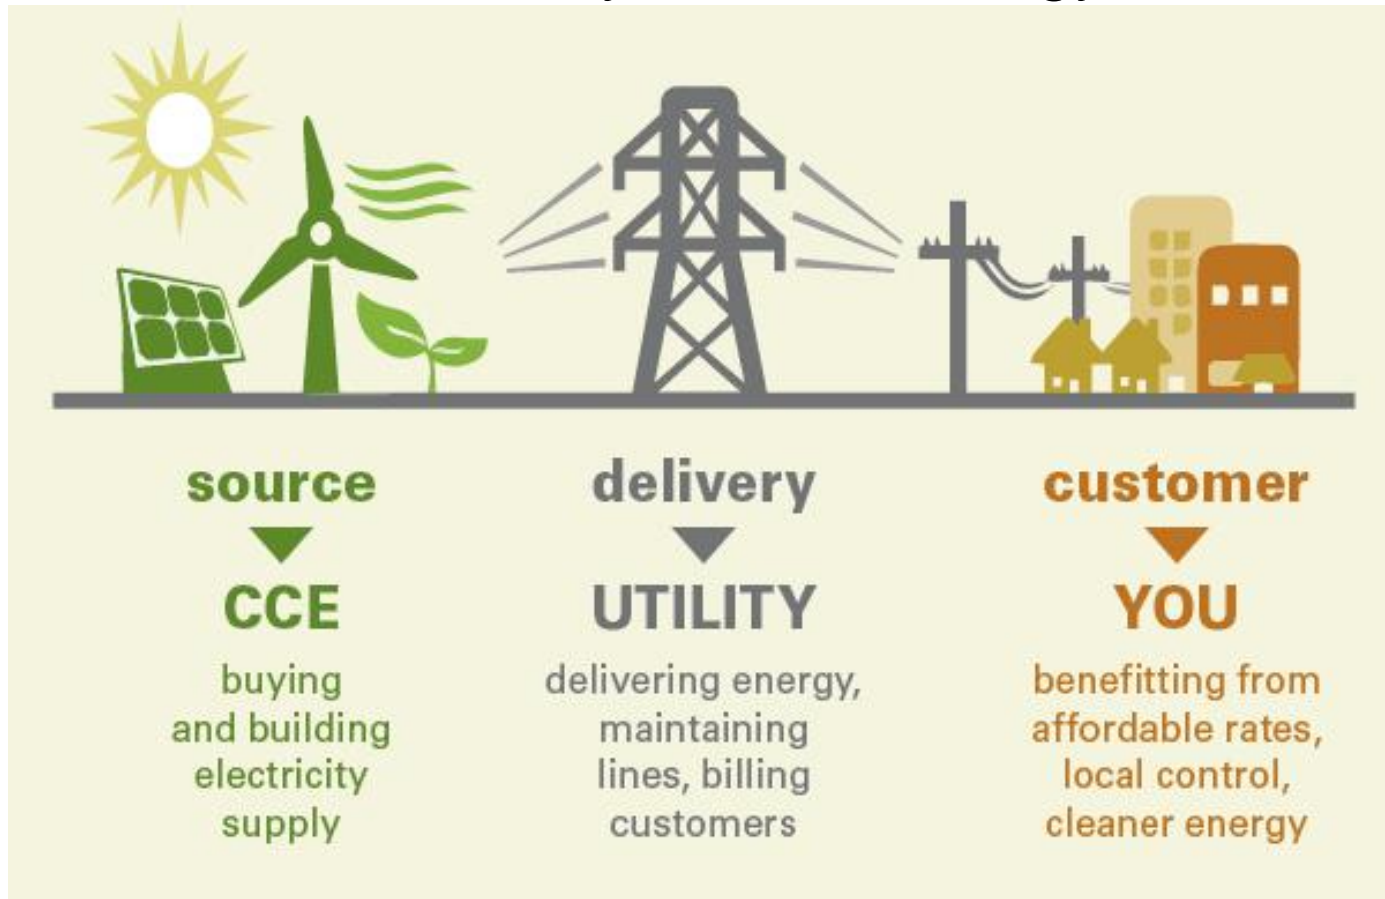 source
delivery
customer
CCE
UTILITY
YOU
buying
and building
electricity
supply
delivering energy,
maintaining
lines, billing
customers
benefitting from
affordable rates,
local control,
cleaner energy